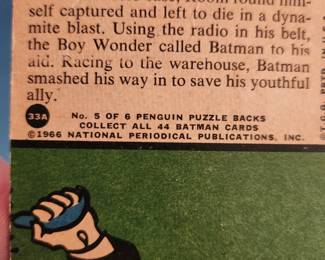 self captured and left to die in a dyna-
mite blast. Using the radio in his belt,
the Boy Wonder called Batman to his
aid. Racing to the warehouse, Batman
smashed his way in to save his youthful
ally.
33A
No. 5 OF 6 PENGUIN PUZZLE BACKS
COLLECT ALL 44 BATMAN CARDS
©1966 NATIONAL PERIODICAL PUBLICATIONS, INC.